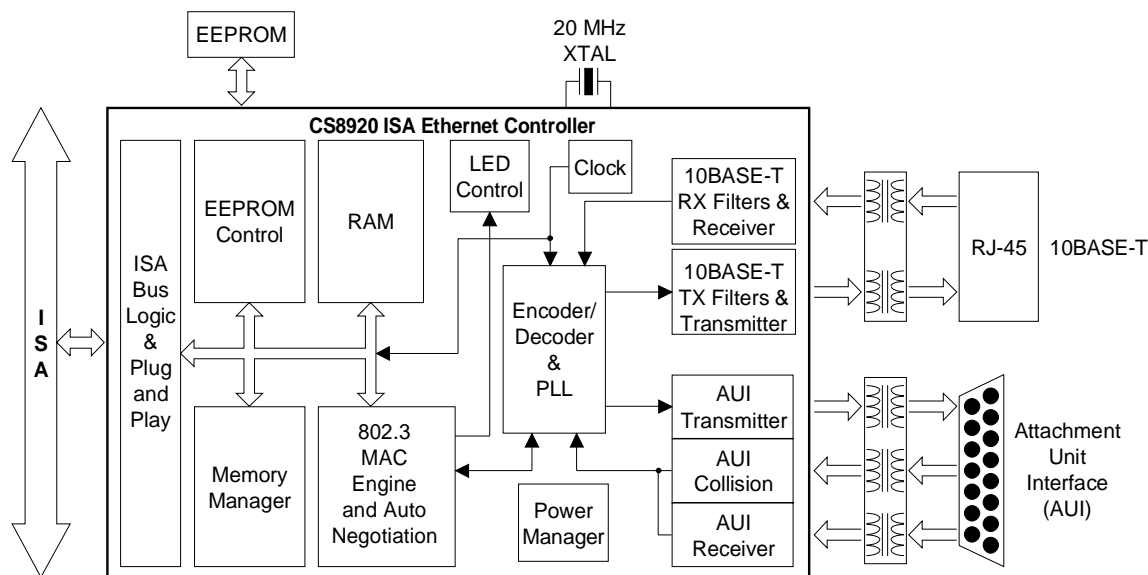 EEPROM
20 MHz
XTAL
CS8920 ISA Ethernet Controller
I
S
A
ISA
Bus
Logic
&
Plug
and
Play
EEPROM
Control
RAM
LED
Control
Clock
10BASE-T
RX Filters &
Receiver
10BASE-T
TX Filters &
Transmitter
Encoder/
Decoder
&
PLL
Memory
Manager
802.3
MAC
Engine
and Auto
Negotiation
Power
Manager
AUI
Transmitter
AUI
Collision
AUI
Receiver
RJ-45
10BASE-T
Attachment
Unit
Interface
(AUI)